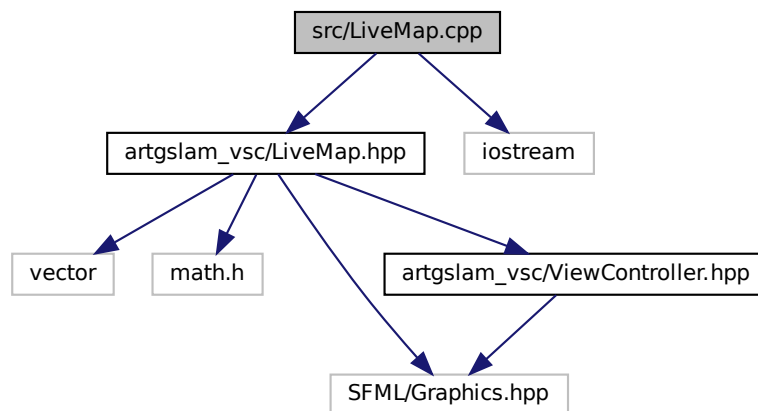 src/LiveMap.cpp
artgslam_vsc/LiveMap.hpp
iostream
vector
math.h
artgslam_vsc/ViewController.hpp
SFML/Graphics.hpp